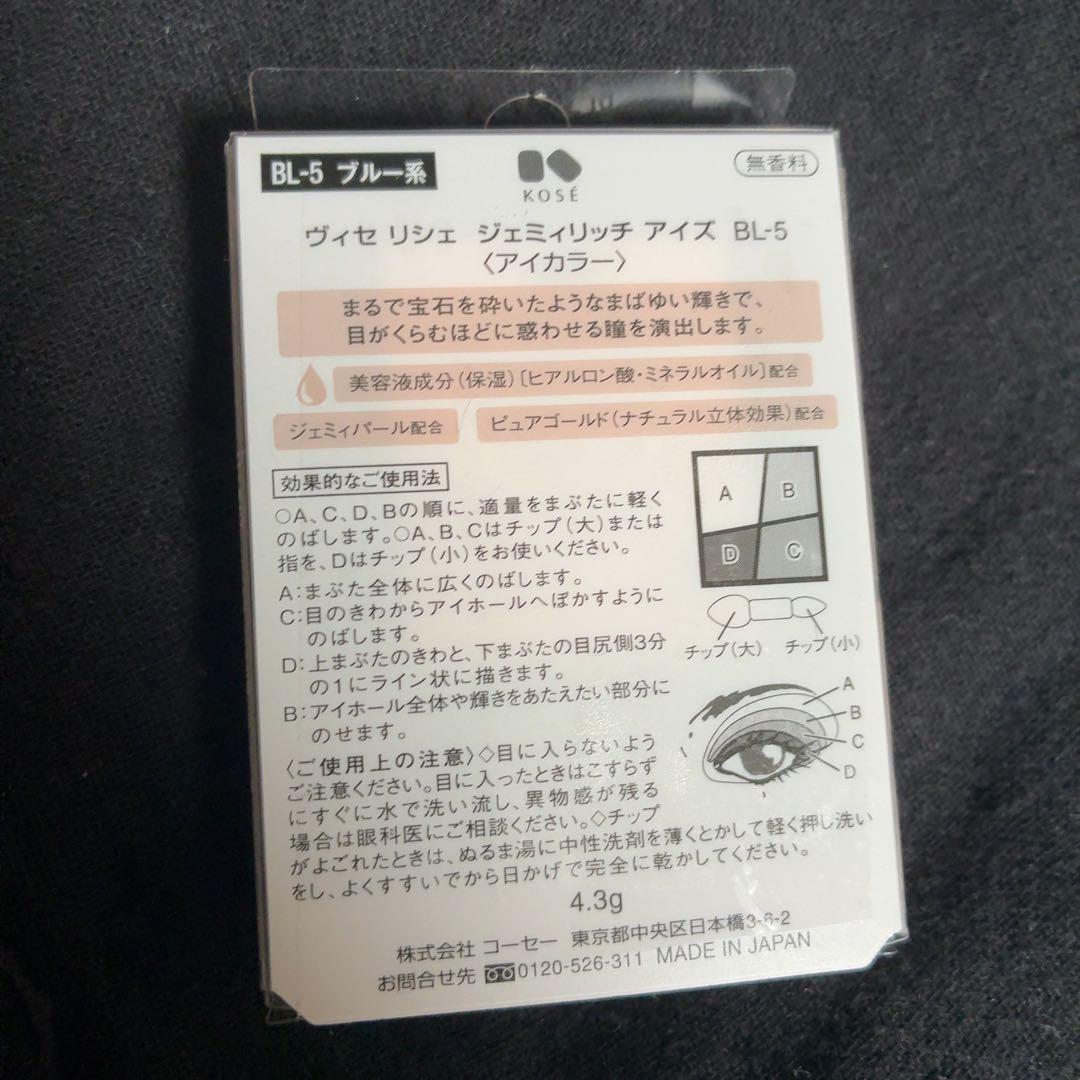 BL-5 ブルー系
KOSÉ
無香料
ヴィセ リシェ ジェミィリッチ アイズ BL-5
〈アイカラー〉
まるで宝石を砕いたようなまばゆい輝きで、
目がくらむほどに惑わせる瞳を演出します。
美容液成分(保湿)[ヒアルロン酸・ミネラルオイル]配合
ジェミィパール配合
ピュアゴールド(ナチュラル立体効果)配合
効果的なご使用法
○A、C、D、Bの順に、適量をまぶたに軽く
のばします。○A、B、Cはチップ(大)または
指を、Dはチップ(小)をお使いください。
A:まぶた全体に広くのばします。
C:目のきわからアイホールへぼかすように
のばします。
D:上まぶたのきわと、下まぶたの目尻側3分
の1にライン状に描きます。
B:アイホール全体や輝きをあたえたい部分に
のせます。
A
B
D
C
チップ(大)
チップ(小)
A
B
C
D
〈ご使用上の注意〉◇目に入らないよう
ご注意ください。目に入ったときはこすらず
にすぐに水で洗い流し、異物感が残る
場合は眼科医にご相談ください。◇チップ
がよごれたときは、ぬるま湯に中性洗剤を薄くとかして軽く押し洗い
をし、よくすすいでから日かげで完全に乾かしてください。
4.3g
株式会社 コーセー 東京都中央区日本橋3-6-2
お問合せ先 0120-526-311 MADE IN JAPAN